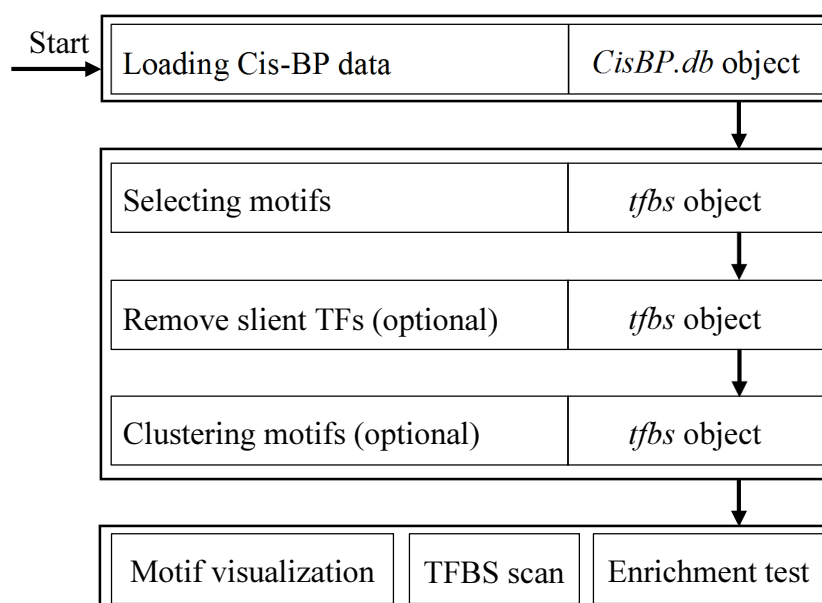 Start
Loading Cis-BP data
CisBP.db object
Selecting motifs
tfbs object
Remove slient TFs (optional)
tfbs object
Clustering motifs (optional)
tfbs object
Motif visualization
TFBS scan
Enrichment test